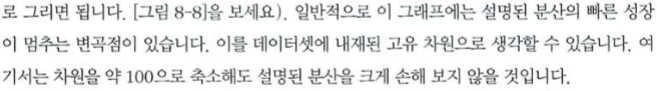 로 그리면 됩니다. [그림 8-8]을 보세요). 일반적으로 이 그래프에는 설명된 분산의 빠른 성장
이 멈추는 변곡점이 있습니다. 이를 데이터셋에 내재된 고유 차원으로 생각할 수 있습니다. 여
기서는 차원을 약 100으로 축소해도 설명된 분산을 크게 손해 보지 않을 것입니다.